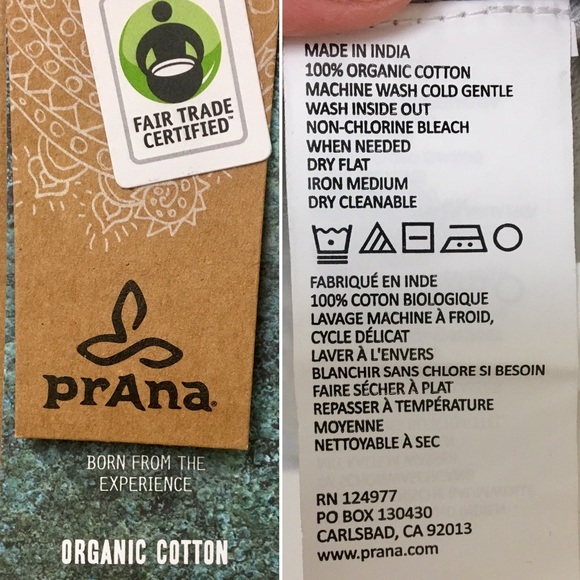 FAIR TRADE
CERTIFIED™
prAna®
BORN FROM THE
EXPERIENCE
ORGANIC COTTON
MADE IN INDIA
100% ORGANIC COTTON
MACHINE WASH COLD GENTLE
WASH INSIDE OUT
NON-CHLORINE BLEACH
WHEN NEEDED
DRY FLAT
IRON MEDIUM
DRY CLEANABLE
FABRIQUÉ EN INDE
100% COTON BIOLOGIQUE
LAVAGE MACHINE À FROID,
CYCLE DÉLICAT
LAVER À L'ENVERS
BLANCHIR SANS CHLORE SI BESOIN
FAIRE SÉCHER À PLAT
REPASSER À TEMPÉRATURE
MOYENNE
NETTOYABLE À SEC
RN 124977
PO BOX 130430
CARLSBAD, CA 92013
www.prana.com